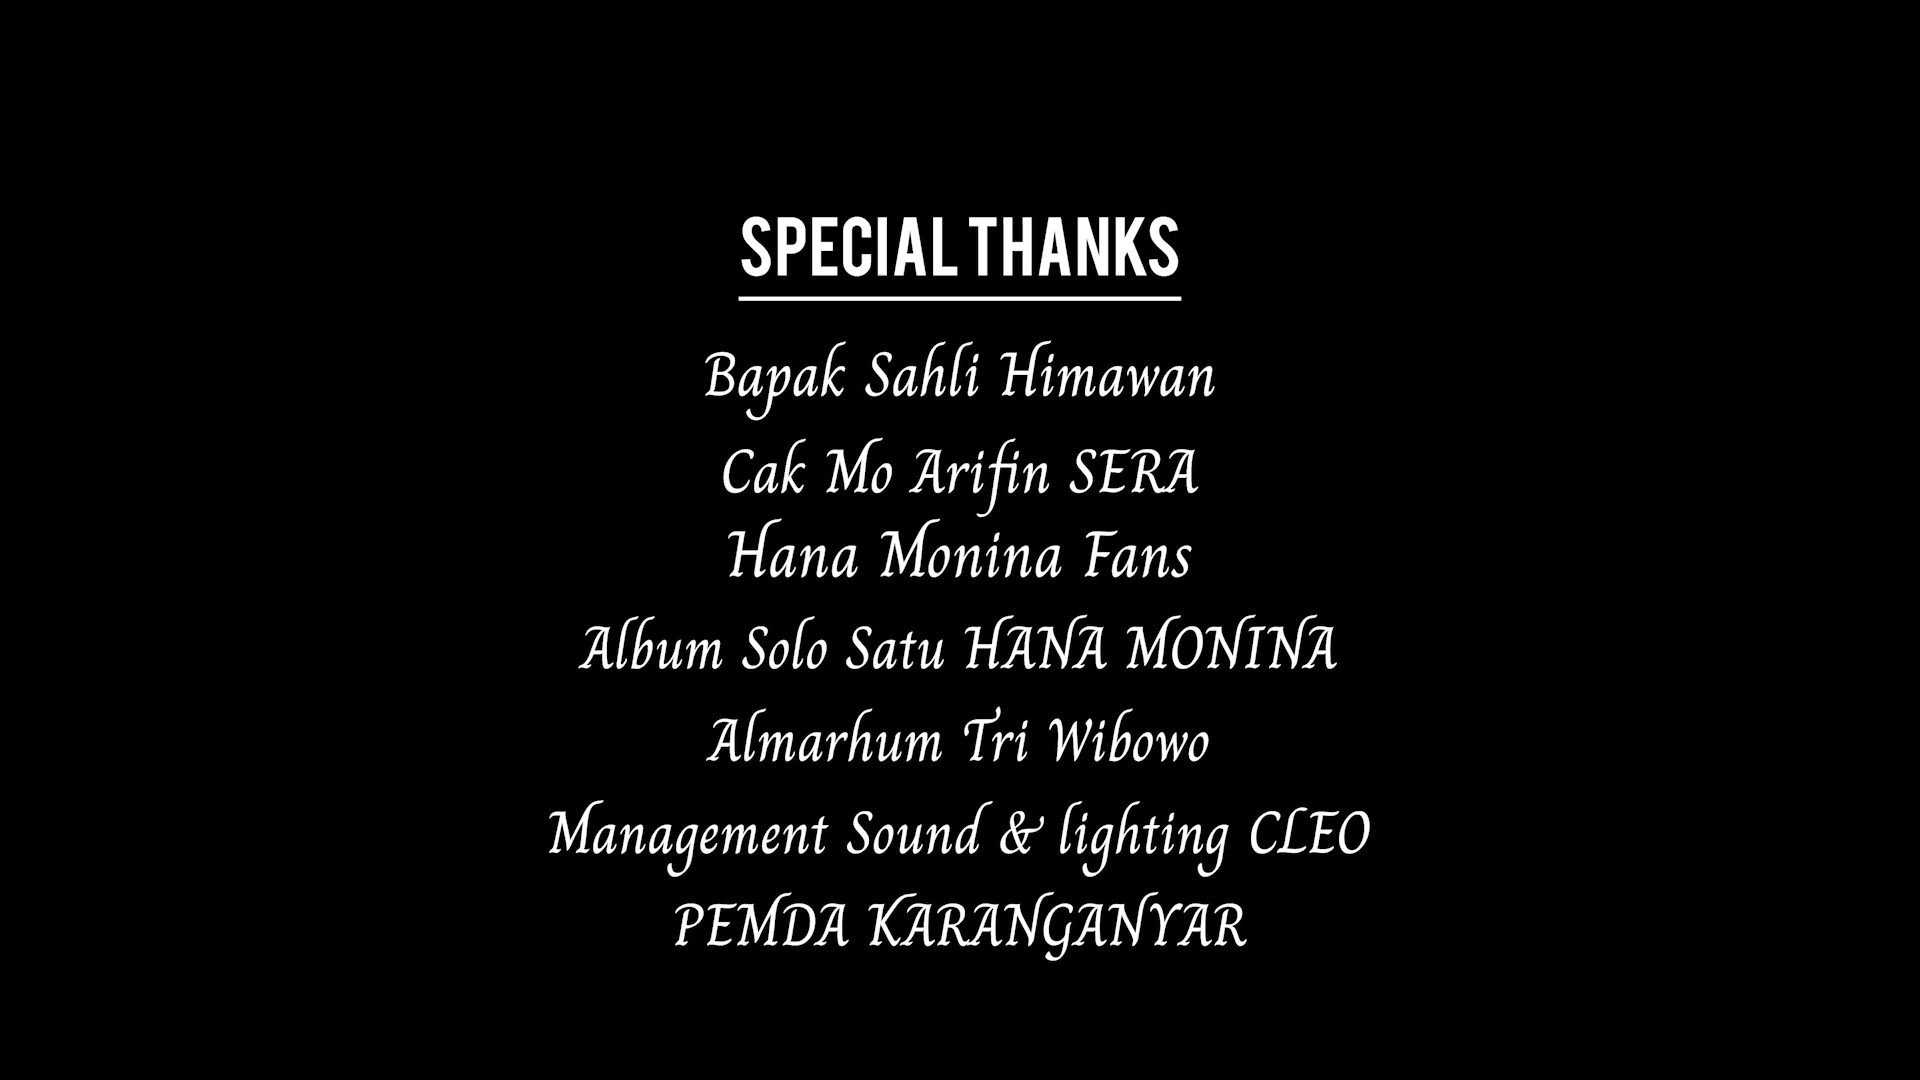 SPECIAL THANKS
Bapak Sahli Himawan
Cak Mo Arifin SERA
Hana Monina Fans
Album Solo Satu HANA MONINA
Almarhum Tri Wibowo
Management Sound & lighting CLEO
PEMDA KARANGANYAR